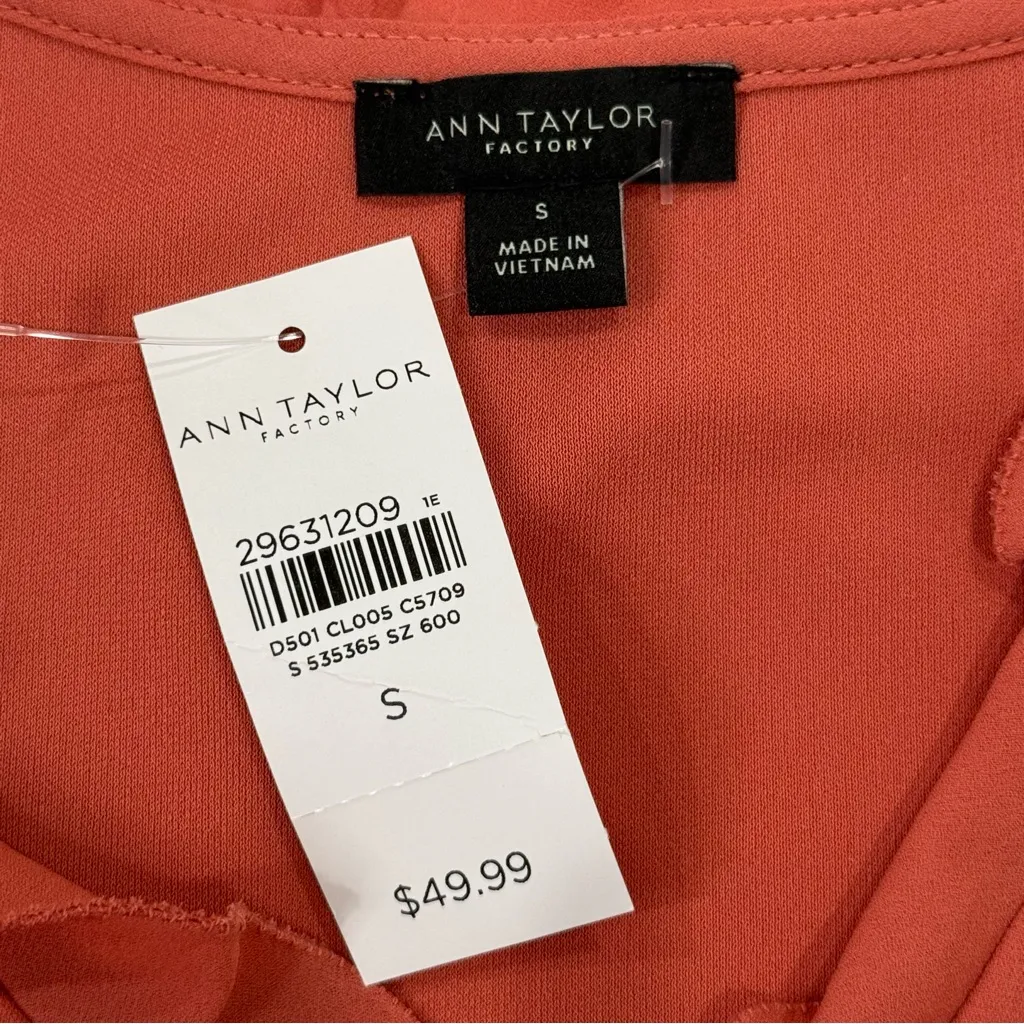 ANN TAYLOR
FACTORY
S
MADE IN
VIETNAM
ANN TAYLOR
FACTORY
29631209 1E
D501 CL005 C5709
S 535365 SZ 600
S
$49.99